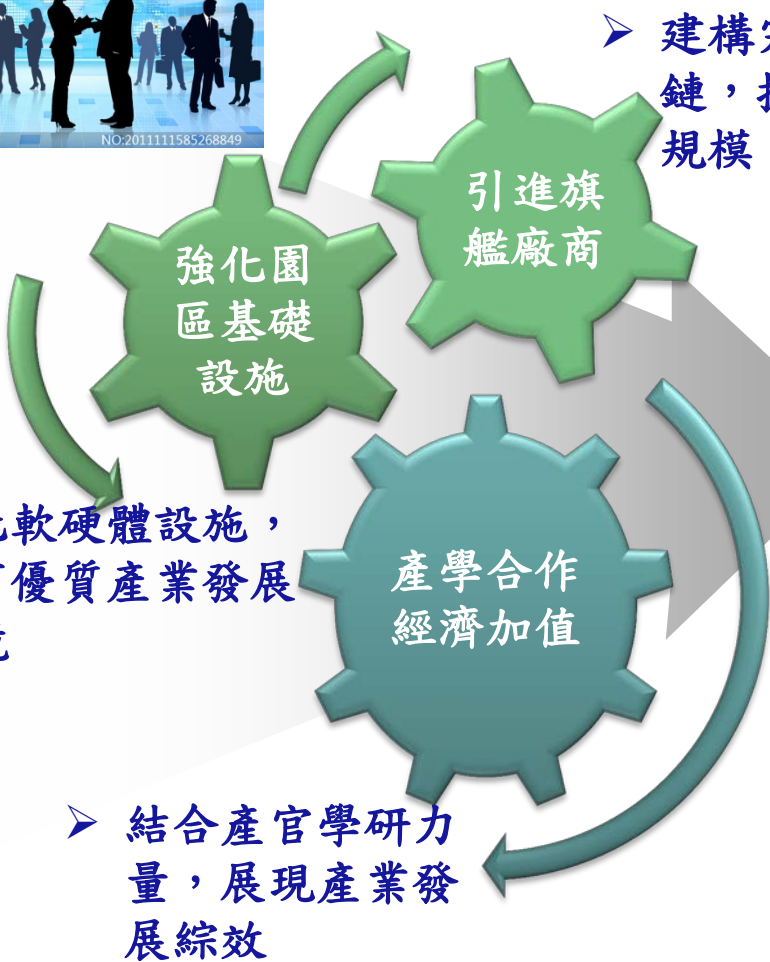 NO:2011111585268849
➢ 建構
鏈，
規模
引進旗
艦廠商
強化園
區基礎
設施
軟硬體設施，
優質產業發展
產學合作
經濟加值
➢ 結合產官學研力
量，展現產業發
展綜效